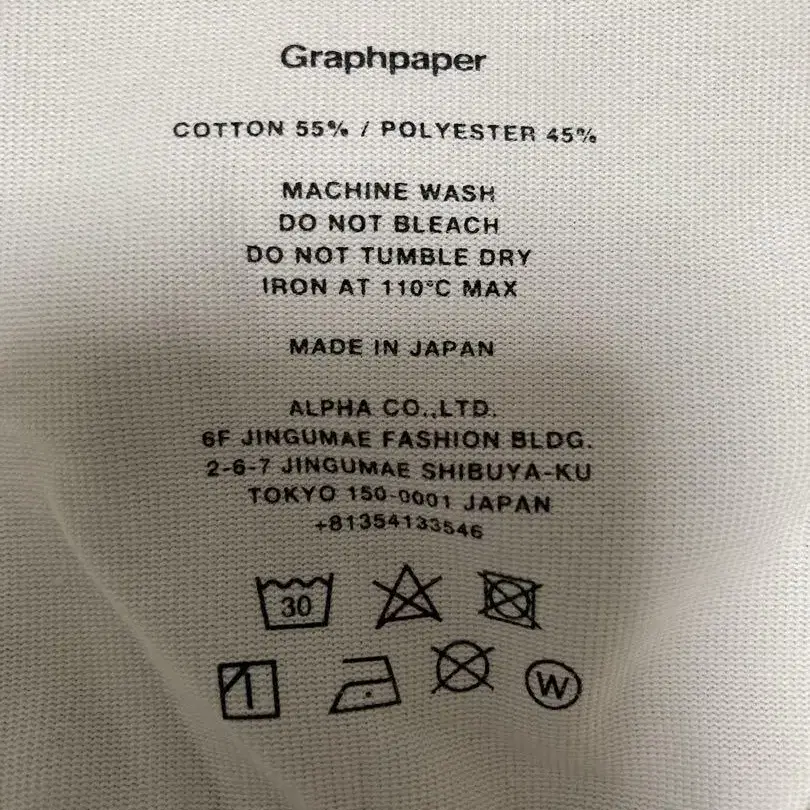 Graphpaper
COTTON 55% / POLYESTER 45%
MACHINE WASH
DO NOT BLEACH
DO NOT TUMBLE DRY
IRON AT 110°C MAX
MADE IN JAPAN
ALPHA CO.,LTD.
6F JINGUMAE FASHION BLDG.
2-6-7 JINGUMAE SHIBUYA-KU
TOKYO 150-0001 JAPAN
+81354133546
30
W